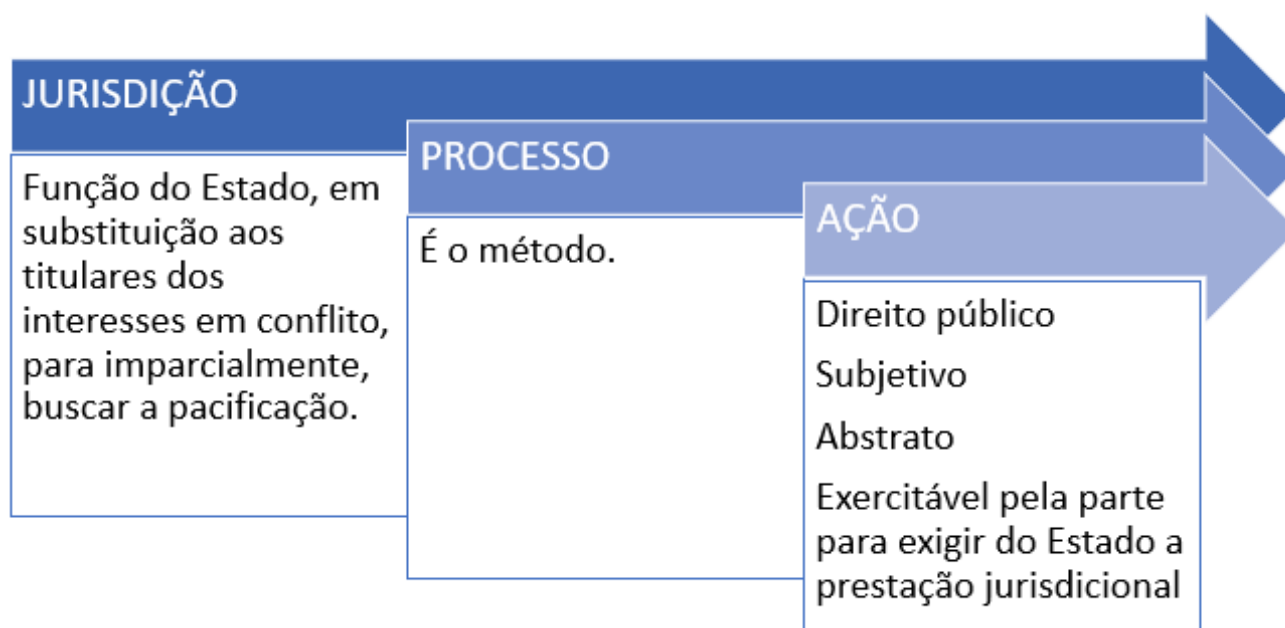 JURISDIÇÃO
Função do Estado, em
substituição aos
titulares dos
interesses em conflito,
para imparcialmente,
buscar a pacificação.
PROCESSO
É o método.
AÇÃO
Direito público
Subjetivo
Abstrato
Exercitável pela parte
para exigir do Estado a
prestação jurisdicional